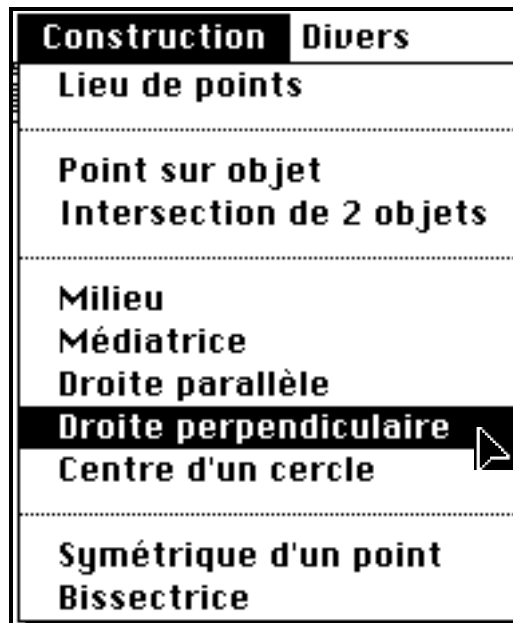 Construction Divers
Lieu de points
Point sur objet
Intersection de 2 objets
Milieu
Médiatrice
Droite parallèle
Droite perpendiculaire
Centre d'un cercle
Symétrique d'un point
Bissectrice